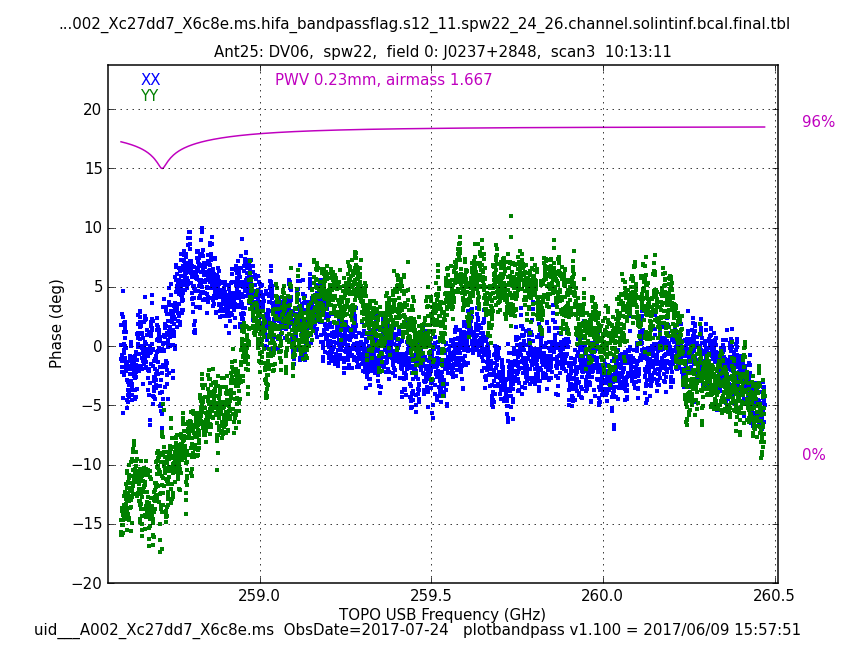 ...002_Xc27dd7_X6c8e.ms.hifa_bandpassflag.s12_11.spw22_24_26.channel.solintinf.bcal.final.tbl
Ant25: DV06,  spw22,  field 0: J0237+2848,  scan3  10:13:11
XX
PWV 0.23mm, airmass 1.667
YY
96%
0%
Phase (deg)
20
15
10
5
0
−5
−10
−15
−20
259.0 259.5 260.0 260.5
TOPO USB Frequency (GHz)
uid___A002_Xc27dd7_X6c8e.ms  ObsDate=2017-07-24   plotbandpass v1.100 = 2017/06/09 15:57:51